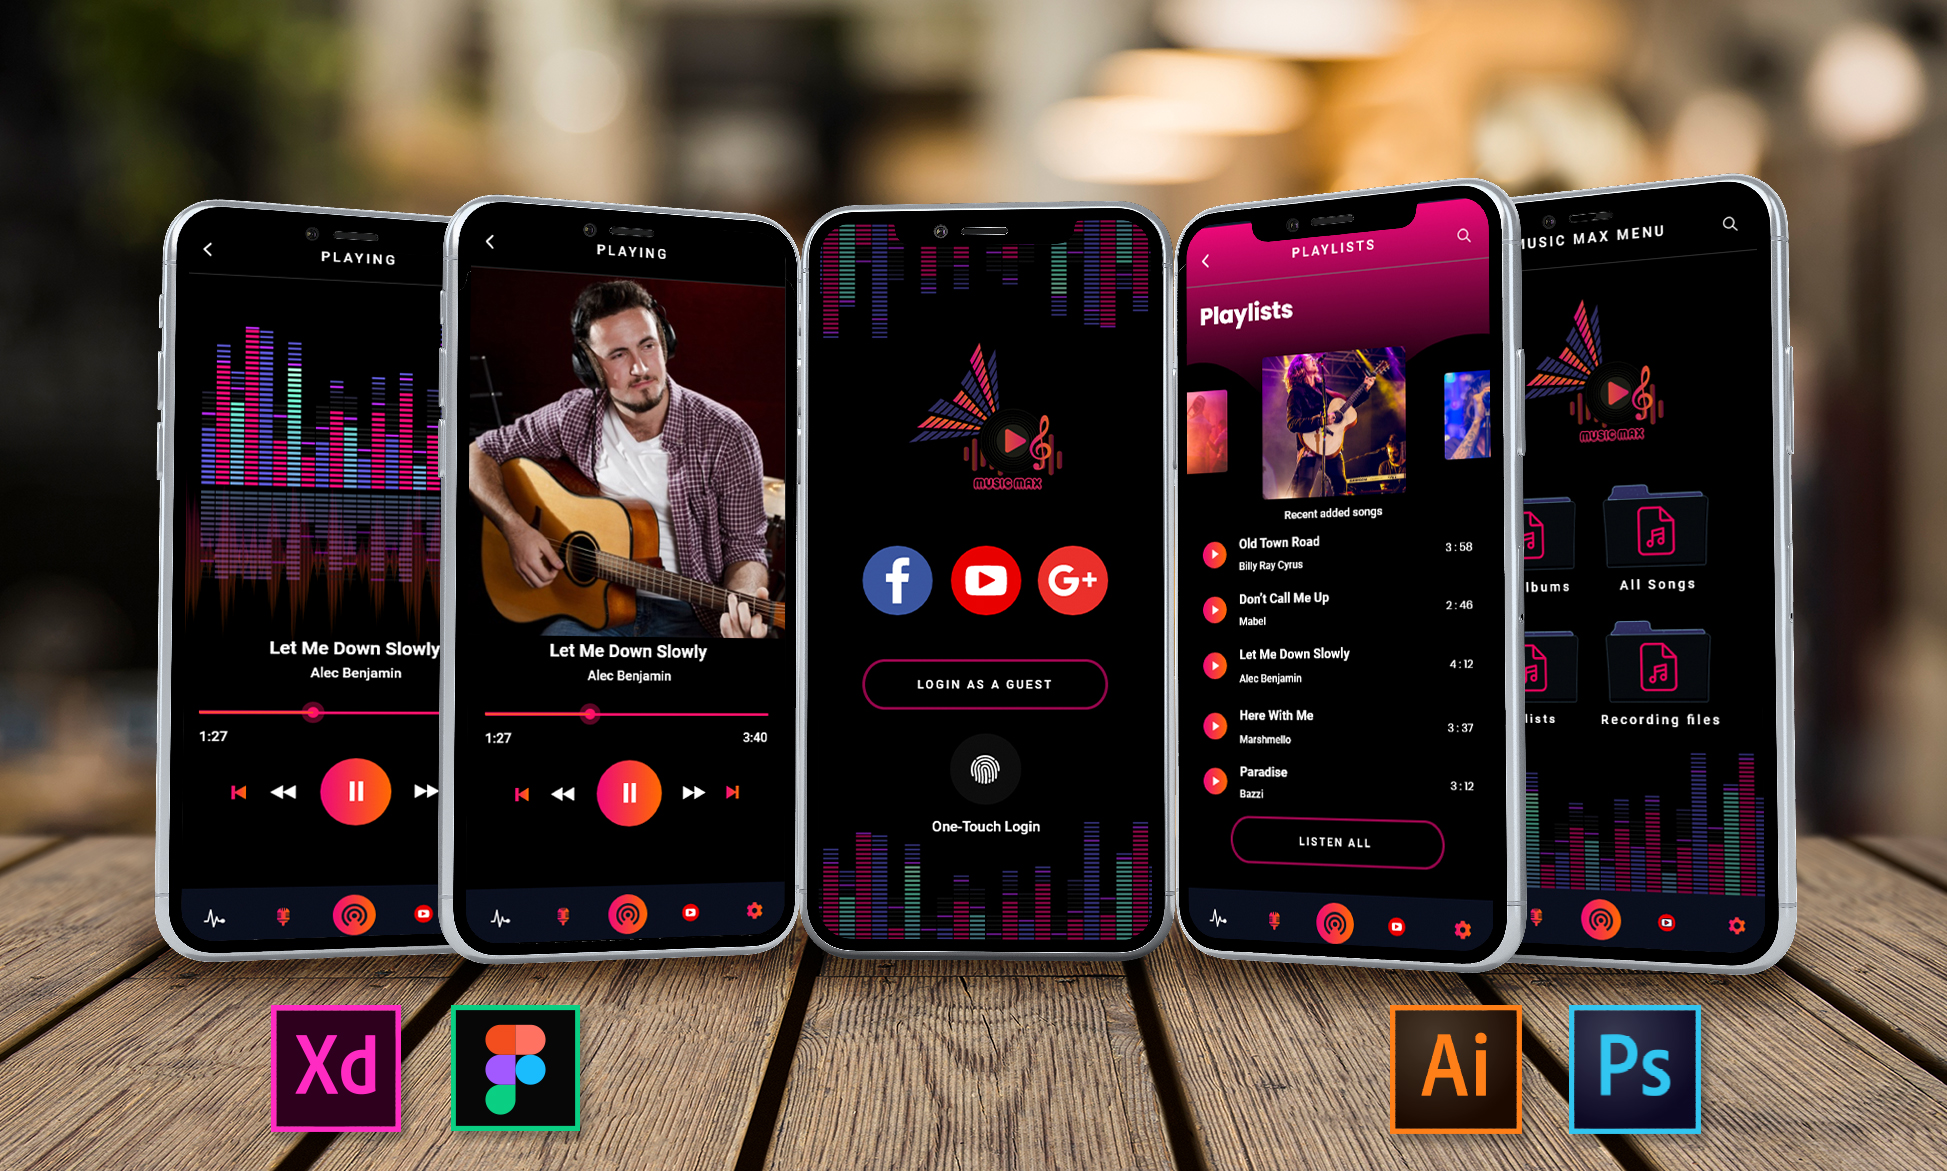 PLAYING
Let Me Down Slowly
Alec Benjamin
1:27
PLAYING
Let Me Down Slowly
Alec Benjamin
1:27
3:40
MUSIC MAX
f
G+
LOGIN AS A GUEST
One-Touch Login
PLAYLISTS
Playlists
Recent added songs
Old Town Road
3:58
Billy Ray Cyrus
Don't Call Me Up
2:46
Mabel
Let Me Down Slowly
4:12
Alec Benjamin
Here With Me
3:37
Marshmello
Paradise
3:12
Bazzi
LISTEN ALL
MUSIC MAX MENU
MUSIC MAX
lbums
All Songs
lists
Recording files
Xd
Ai
Ps